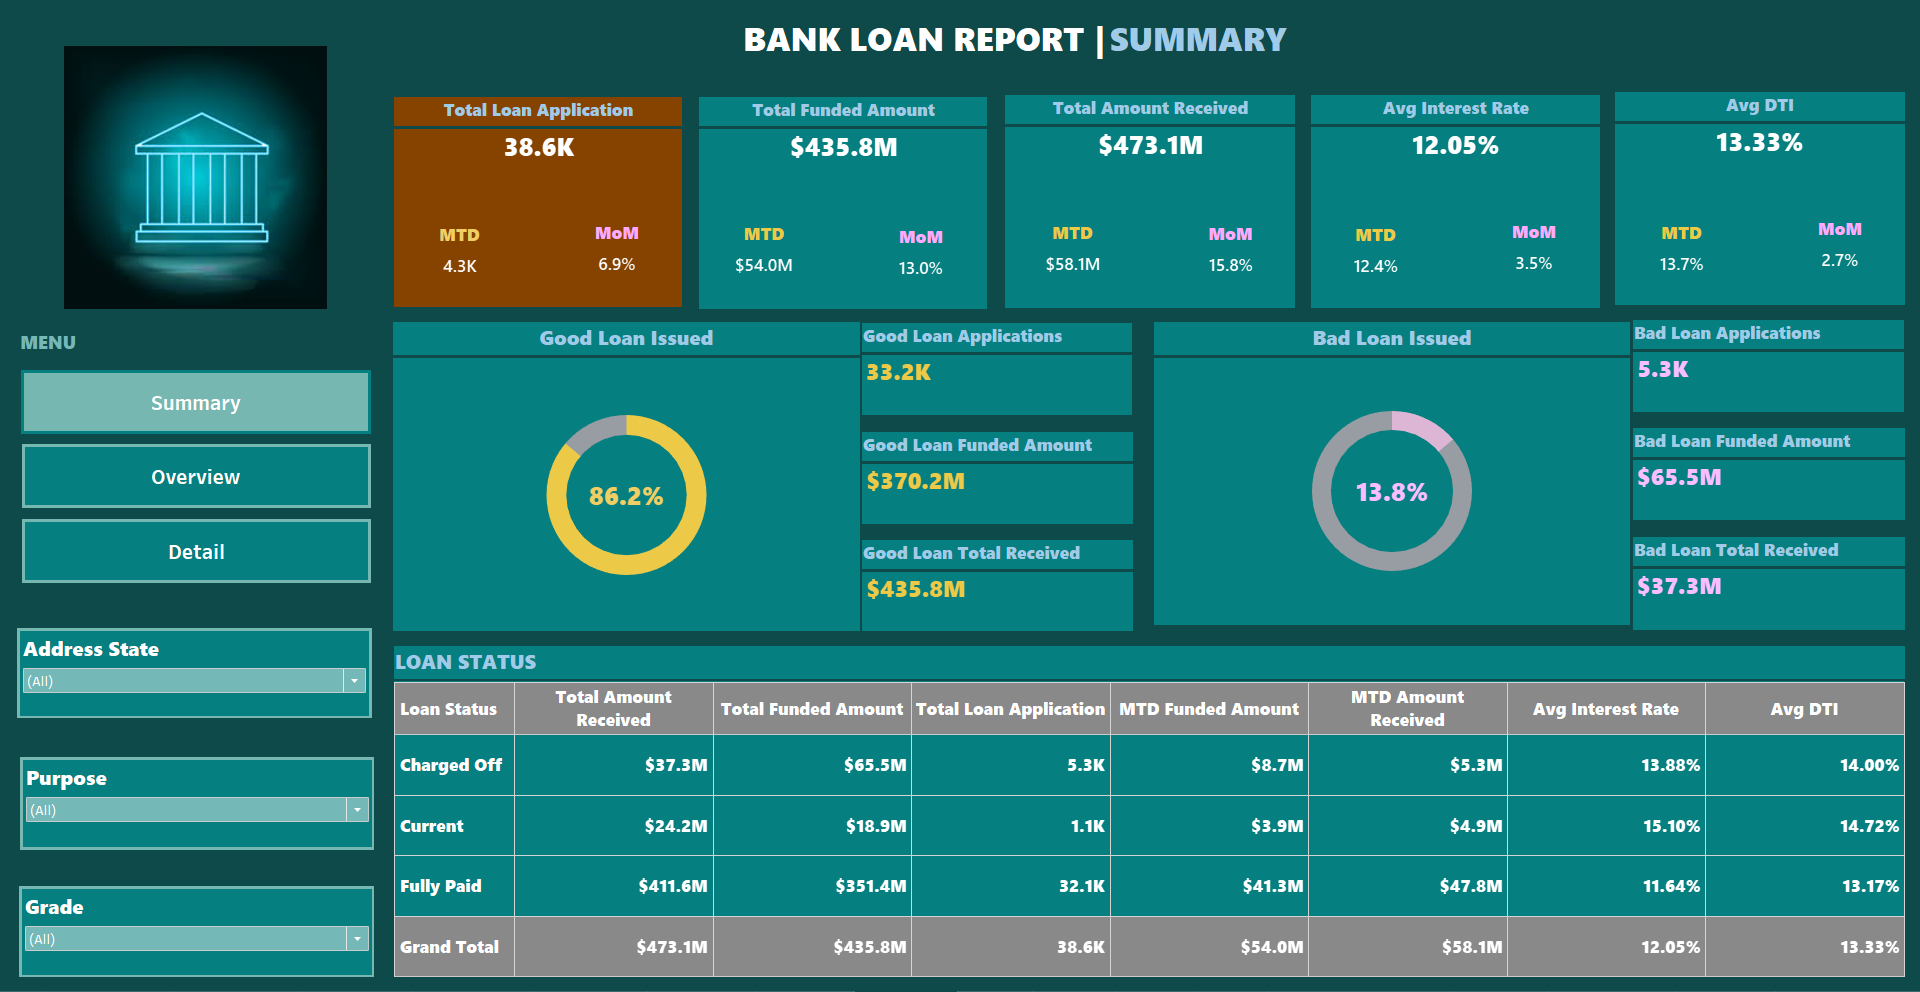 BANK LOAN REPORT | SUMMARY
Total Loan Application
38.6K
MTD
MoM
4.3K
6.9%
Total Funded Amount
$435.8M
MTD
MoM
$54.0M
13.0%
Total Amount Received
$473.1M
MTD
MoM
$58.1M
15.8%
Avg Interest Rate
12.05%
MTD
MoM
12.4%
3.5%
Avg DTI
13.33%
MTD
MoM
13.7%
2.7%
MENU
Summary
Overview
Detail
Address State
(All)
Purpose
(All)
Grade
(All)
Good Loan Issued
86.2%
Good Loan Applications
33.2K
Good Loan Funded Amount
$370.2M
Good Loan Total Received
$435.8M
Bad Loan Issued
13.8%
Bad Loan Applications
5.3K
Bad Loan Funded Amount
$65.5M
Bad Loan Total Received
$37.3M
LOAN STATUS
Loan Status
Total Amount
Received
Total Funded Amount
Total Loan Application
MTD Funded Amount
MTD Amount
Received
Avg Interest Rate
Avg DTI
Charged Off $37.3M $65.5M 5.3K $8.7M $5.3M 13.88% 14.00%
Current $24.2M $18.9M 1.1K $3.9M $4.9M 15.10% 14.72%
Fully Paid $411.6M $351.4M 32.1K $41.3M $47.8M 11.64% 13.17%
Grand Total $473.1M $435.8M 38.6K $54.0M $58.1M 12.05% 13.33%